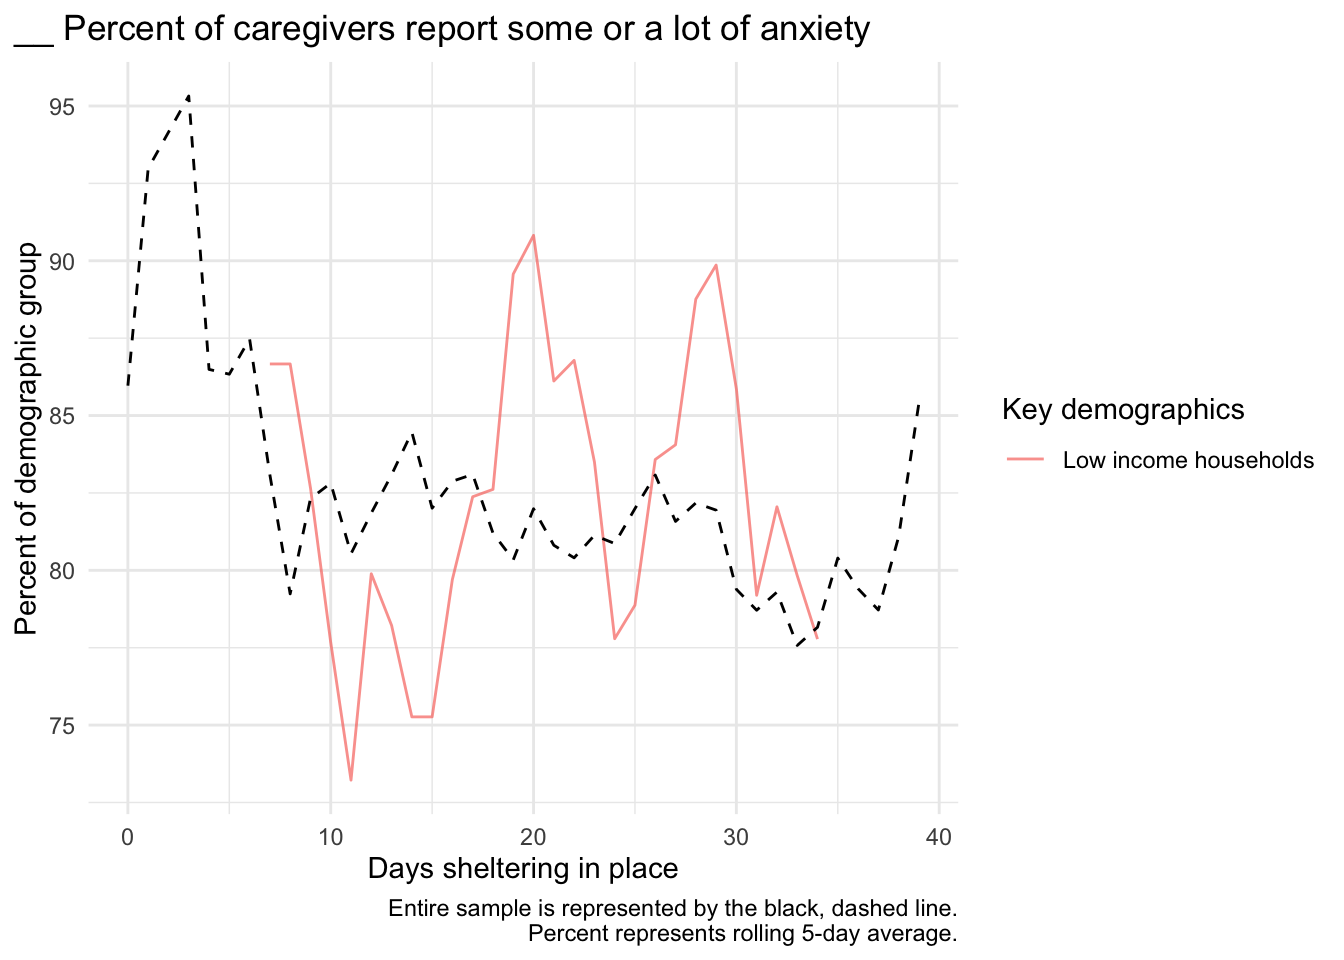 __ Percent of caregivers report some or a lot of anxiety
Percent of demographic group
95
90
85
80
75
0 10 20 30 40
Days sheltering in place
Key demographics
Low income households
Entire sample is represented by the black, dashed line.
Percent represents rolling 5-day average.